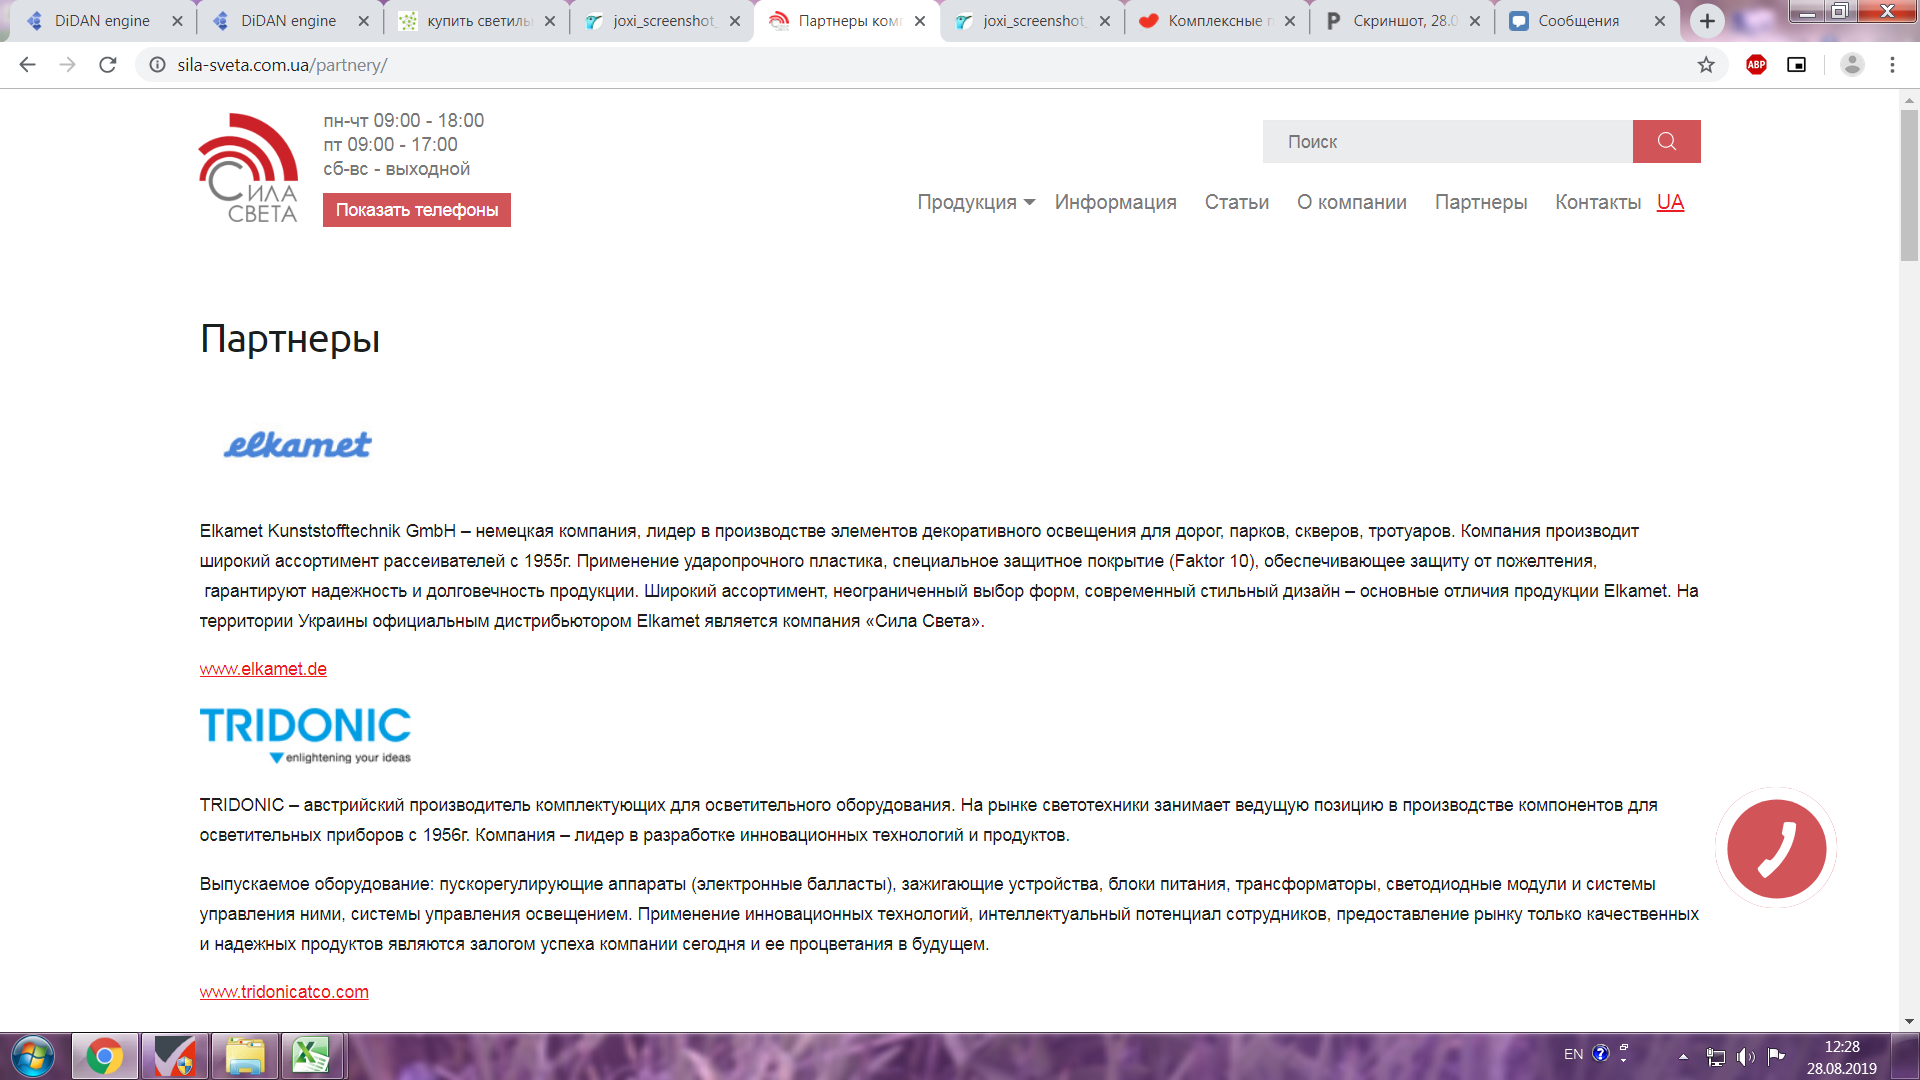 DiDAN engine
DiDAN engine
купить светиль
joxi_screenshot_
Партнеры ком
joxi_screenshot_
Комплексные п
Скриншот, 28.0
Сообщения
sila-sveta.com.ua/partnery/
ABP
СИЛА
СВЕТА
пн-чт 09:00 - 18:00
пт 09:00 - 17:00
сб-вс - выходной
Показать телефоны
Поиск
Продукция Информация Статьи О компании Партнеры Контакты UA
Партнеры
elkamet
Elkamet Kunststofftechnik GmbH – немецкая компания, лидер в производстве элементов декоративного освещения для дорог, парков, скверов, тротуаров. Компания производит
широкий ассортимент рассеивателей с 1955г. Применение ударопрочного пластика, специальное защитное покрытие (Faktor 10), обеспечивающее защиту от пожелтения,
гарантируют надежность и долговечность продукции. Широкий ассортимент, неограниченный выбор форм, современный стильный дизайн – основные отличия продукции Elkamet. На
территории Украины официальным дистрибьютором Elkamet является компания «Сила Света».
www.elkamet.de
TRIDONIC
enlightening your ideas
TRIDONIC – австрийский производитель комплектующих для осветительного оборудования. На рынке светотехники занимает ведущую позицию в производстве компонентов для
осветительных приборов с 1956г. Компания – лидер в разработке инновационных технологий и продуктов.
Выпускаемое оборудование: пускорегулирующие аппараты (электронные балласты), зажигающие устройства, блоки питания, трансформаторы, светодиодные модули и системы
управления ними, системы управления освещением. Применение инновационных технологий, интеллектуальный потенциал сотрудников, предоставление рынку только качественных
и надежных продуктов являются залогом успеха компании сегодня и ее процветания в будущем.
www.tridonicatco.com
EN
12:28
28.08.2019